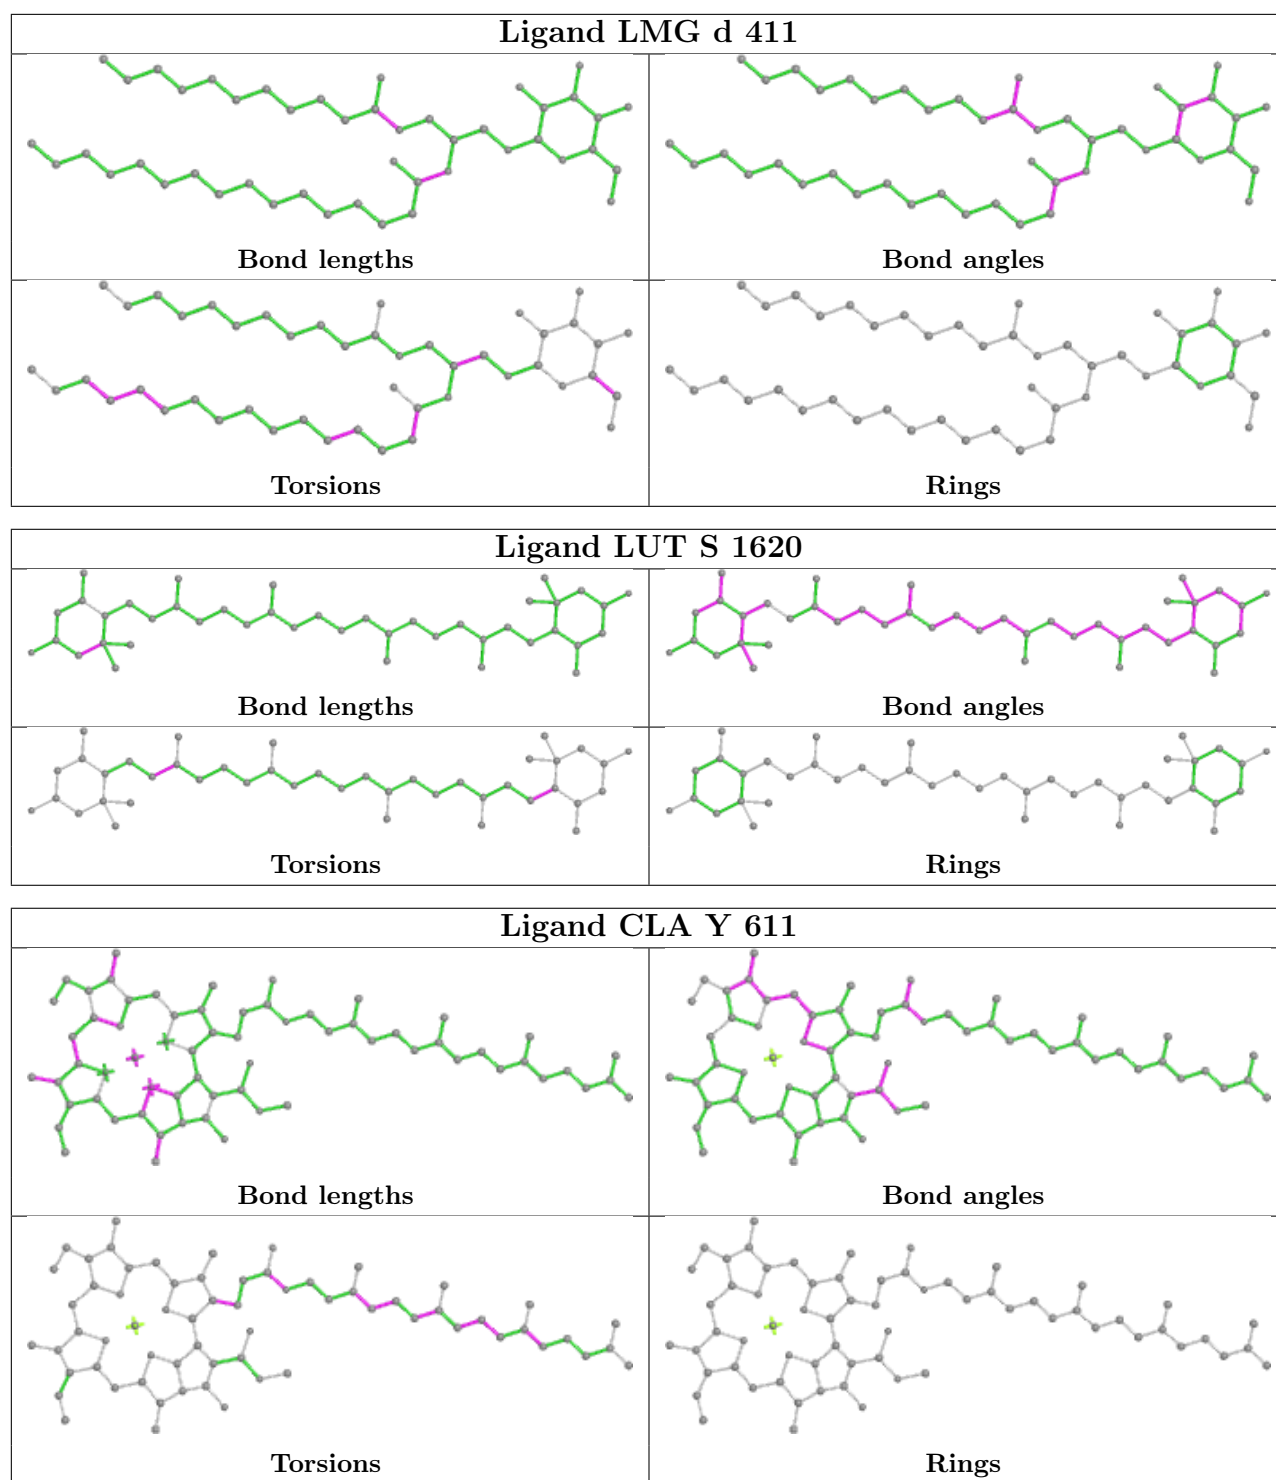 Ligand LMG d 411
Bond lengths
Bond angles
Torsions
Rings
Ligand LUT S 1620
Bond lengths
Bond angles
Torsions
Rings
Ligand CLA Y 611
Bond lengths
Bond angles
Torsions
Rings